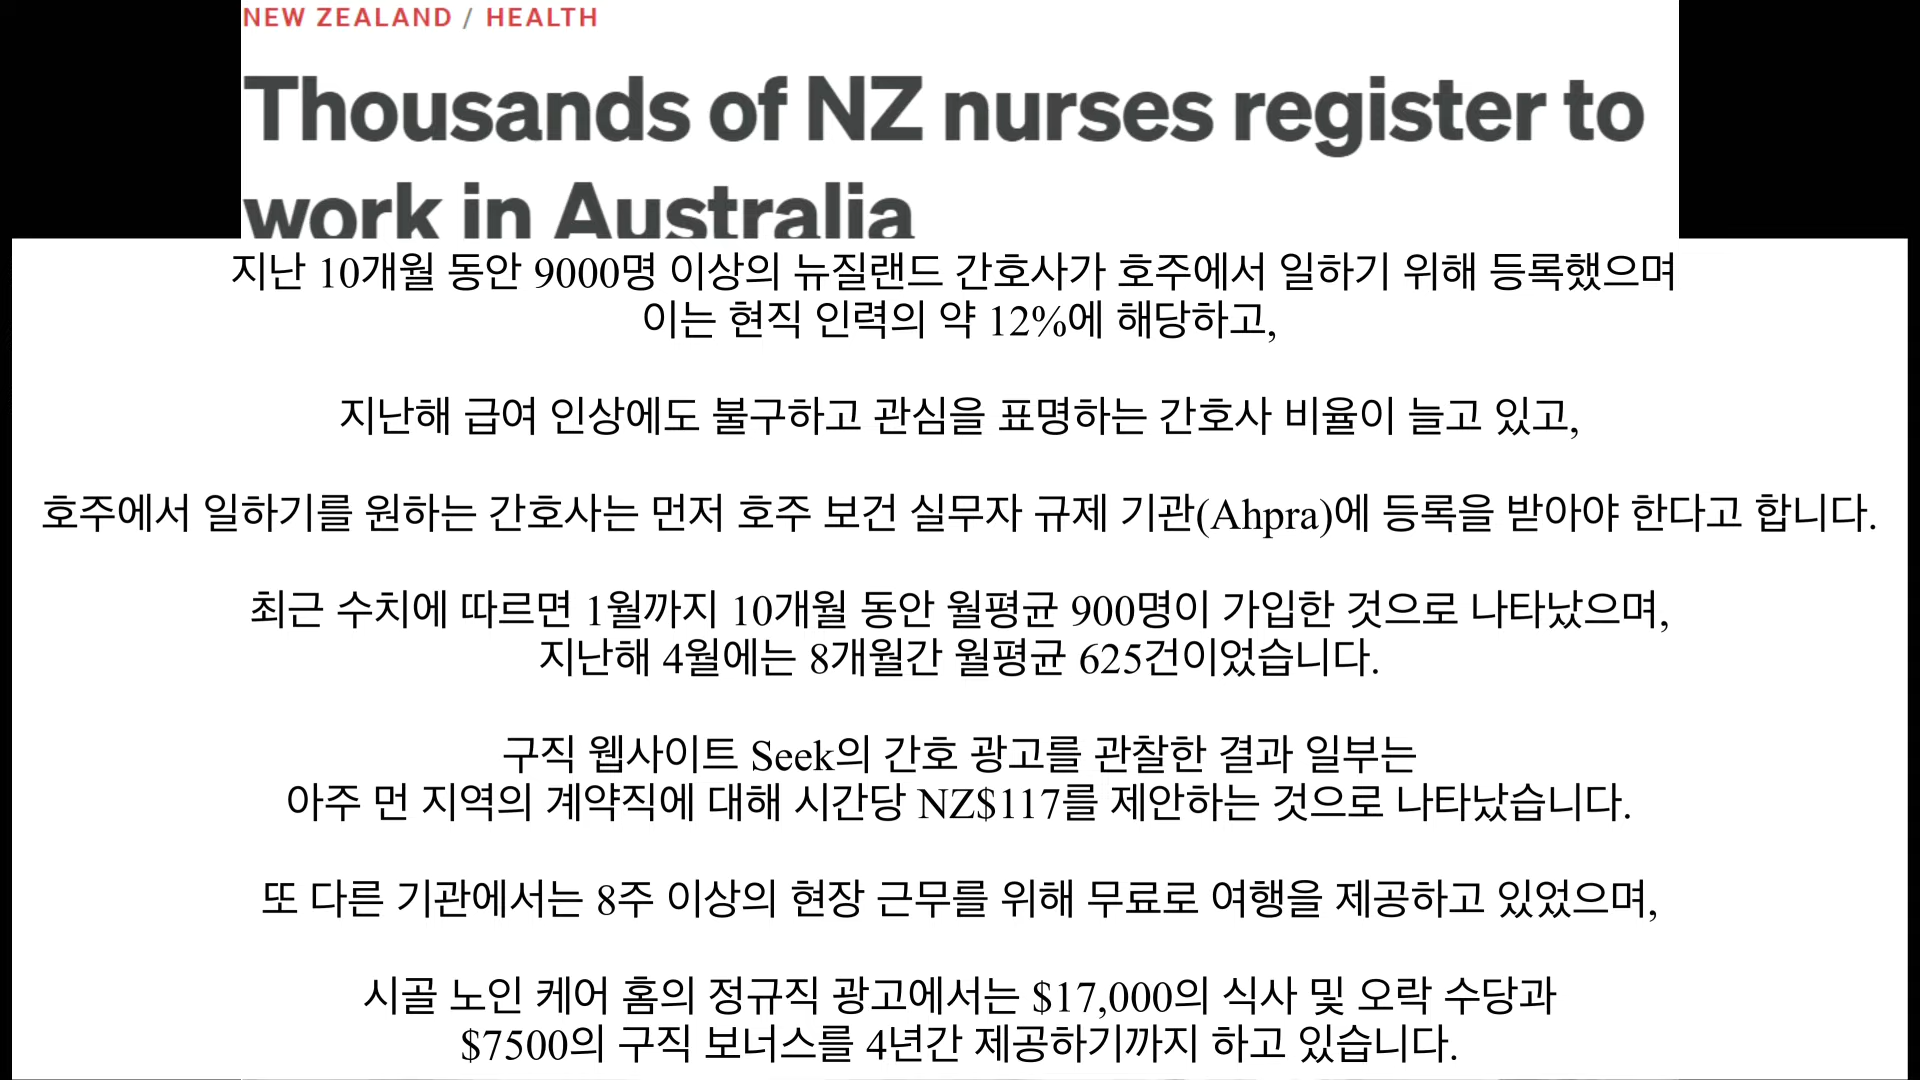 NEW ZEALAND / HEALTH
Thousands of NZ nurses register to
work in Australia
지난 10개월 동안 9000명 이상의 뉴질랜드 간호사가 호주에서 일하기 위해 등록했으며
이는 현직 인력의 약 12%에 해당하고,
지난해 급여 인상에도 불구하고 관심을 표명하는 간호사 비율이 늘고 있고,
호주에서 일하기를 원하는 간호사는 먼저 호주 보건 실무자 규제 기관(Ahpra)에 등록을 받아야 한다고 합니다.
최근 수치에 따르면 1월까지 10개월 동안 월평균 900명이 가입한 것으로 나타났으며,
지난해 4월에는 8개월간 월평균 625건이었습니다.
구직 웹사이트 Seek의 간호 광고를 관찰한 결과 일부는
아주 먼 지역의 계약직에 대해 시간당 NZ$117를 제안하는 것으로 나타났습니다.
또 다른 기관에서는 8주 이상의 현장 근무를 위해 무료로 여행을 제공하고 있었으며,
시골 노인 케어 홈의 정규직 광고에서는 $17,000의 식사 및 오락 수당과
$7500의 구직 보너스를 4년간 제공하기까지 하고 있습니다.